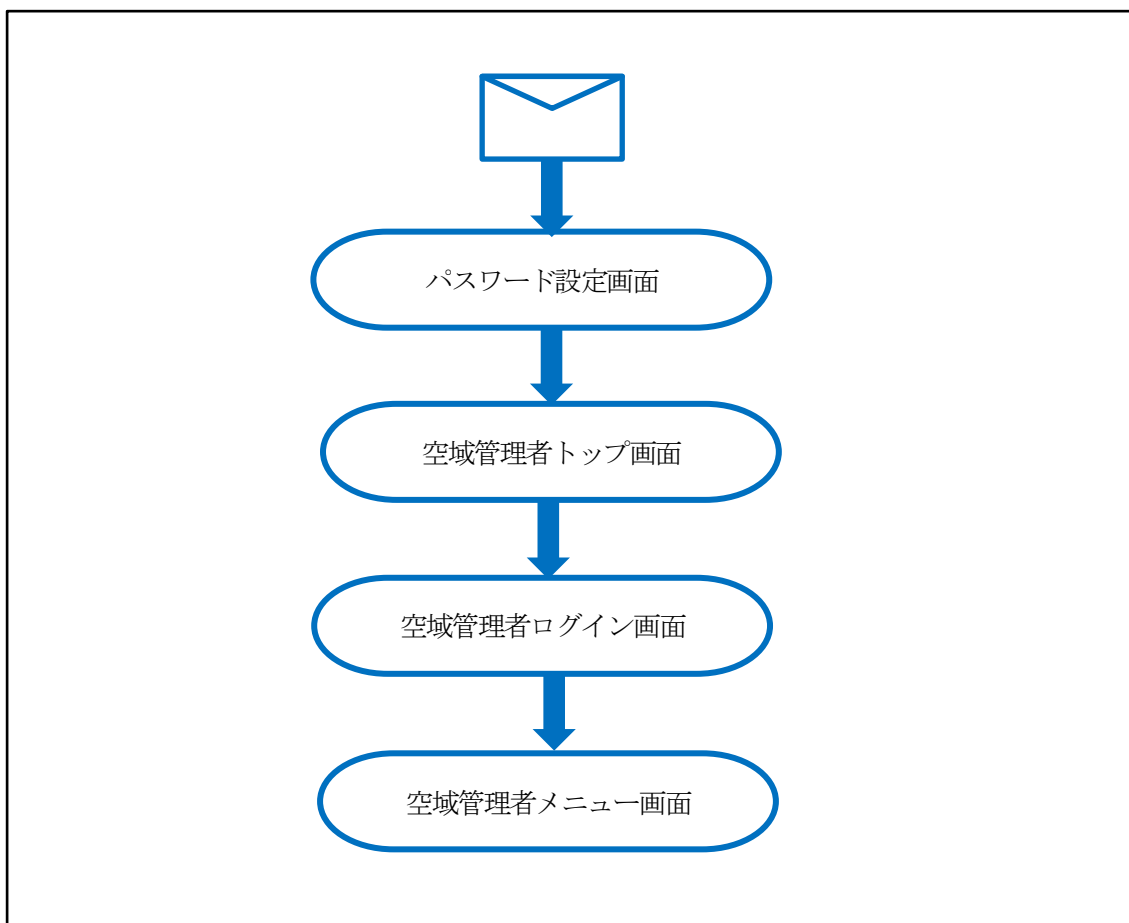 パスワード設定画面
空域管理者トップ画面
空域管理者ログイン画面
空域管理者メニュー画面